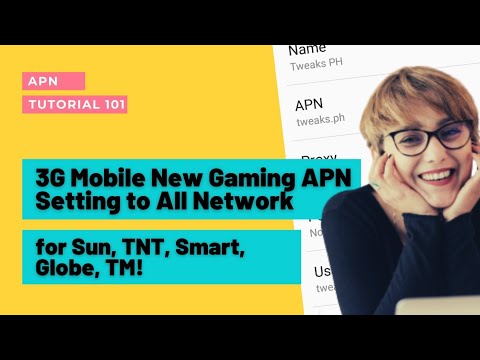 APN
TUTORIAL 101
3G Mobile New Gaming APN
Setting to All Network
for Sun, TNT, Smart,
Globe, TM!
Name
Tweaks PH
APN
tweaks.ph